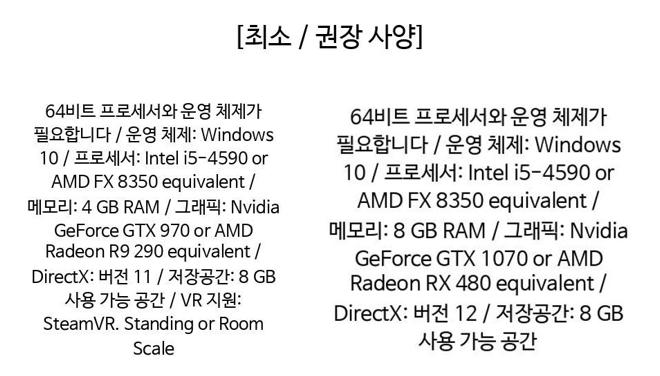 [최소 / 권장 사양]
64비트 프로세서와 운영 체제가
필요합니다 / 운영 체제: Windows
10 / 프로세서: Intel i5-4590 or
AMD FX 8350 equivalent /
메모리: 4 GB RAM / 그래픽: Nvidia
GeForce GTX 970 or AMD
Radeon R9 290 equivalent /
DirectX: 버전 11 / 저장공간: 8 GB
사용 가능 공간 / VR 지원:
SteamVR. Standing or Room
Scale
64비트 프로세서와 운영 체제가
필요합니다 / 운영 체제: Windows
10 / 프로세서: Intel i5-4590 or
AMD FX 8350 equivalent /
메모리: 8 GB RAM / 그래픽: Nvidia
GeForce GTX 1070 or AMD
Radeon RX 480 equivalent /
DirectX: 버전 12 / 저장공간: 8 GB
사용 가능 공간